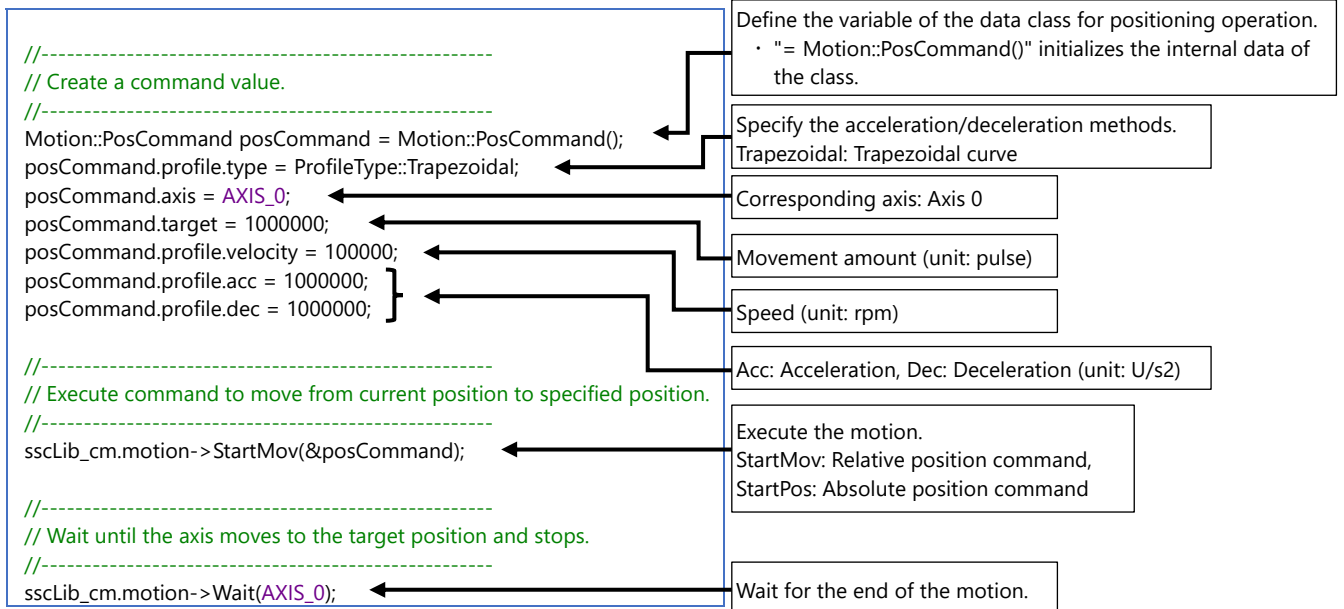 //-----------------------------------------------------
// Create a command value.
//-----------------------------------------------------
Motion::PosCommand posCommand = Motion::PosCommand();
posCommand.profile.type = ProfileType::Trapezoidal;
posCommand.axis = AXIS_0;
posCommand.target = 1000000;
posCommand.profile.velocity = 100000;
posCommand.profile.acc = 1000000;
posCommand.profile.dec = 1000000;
//-----------------------------------------------------
// Execute command to move from current position to specified position.
//-----------------------------------------------------
sscLib_cm.motion->StartMov(&posCommand);
//-----------------------------------------------------
// Wait until the axis moves to the target position and stops.
//-----------------------------------------------------
sscLib_cm.motion->Wait(AXIS_0);
Define the variable of the data class for positioning operation.
・ "= Motion::PosCommand()" initializes the internal data of
the class.
Specify the acceleration/deceleration methods.
Trapezoidal: Trapezoidal curve
Corresponding axis: Axis 0
Movement amount (unit: pulse)
Speed (unit: rpm)
Acc: Acceleration, Dec: Deceleration (unit: U/s2)
Execute the motion.
StartMov: Relative position command,
StartPos: Absolute position command
Wait for the end of the motion.